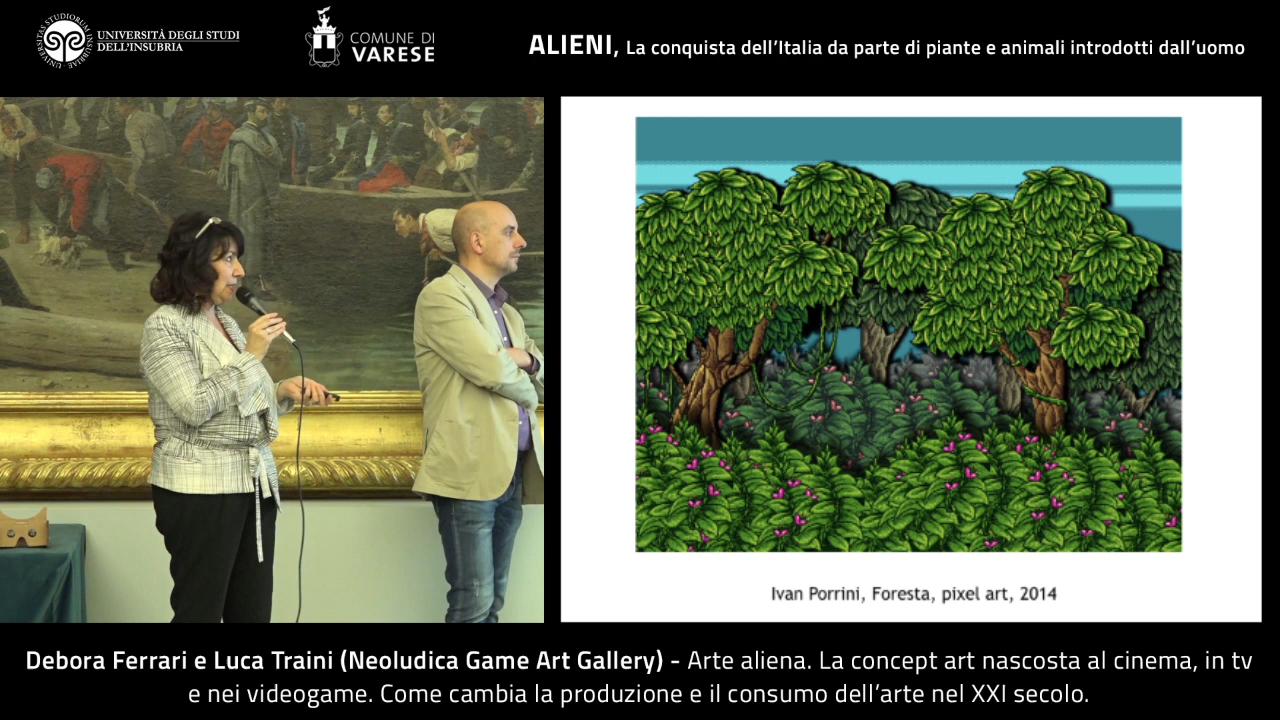 UNIVERSITÀ DEGLI STUDI
DELL'INSUBRIA
COMUNE DI
VARESE
ALIENI, La conquista dell'Italia da parte di piante e animali introdotti dall'uomo
Ivan Porrini, Foresta, pixel art, 2014
Debora Ferrari e Luca Traini (Neoludica Game Art Gallery) - Arte aliena. La concept art nascosta al cinema, in tv
e nei videogame. Come cambia la produzione e il consumo dell'arte nel XXI secolo.